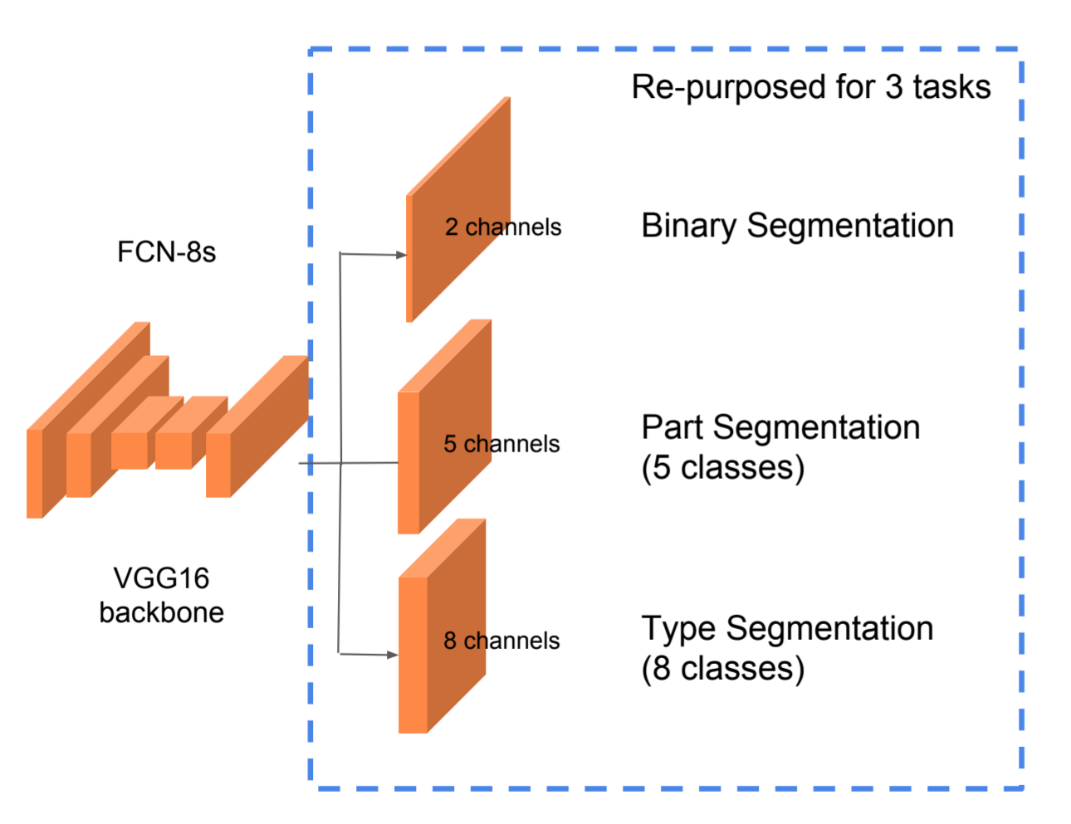 Re-purposed for 3 tasks
FCN-8s
VGG16
backbone
2 channels
Binary Segmentation
5 channels
Part Segmentation
(5 classes)
8 channels
Type Segmentation
(8 classes)